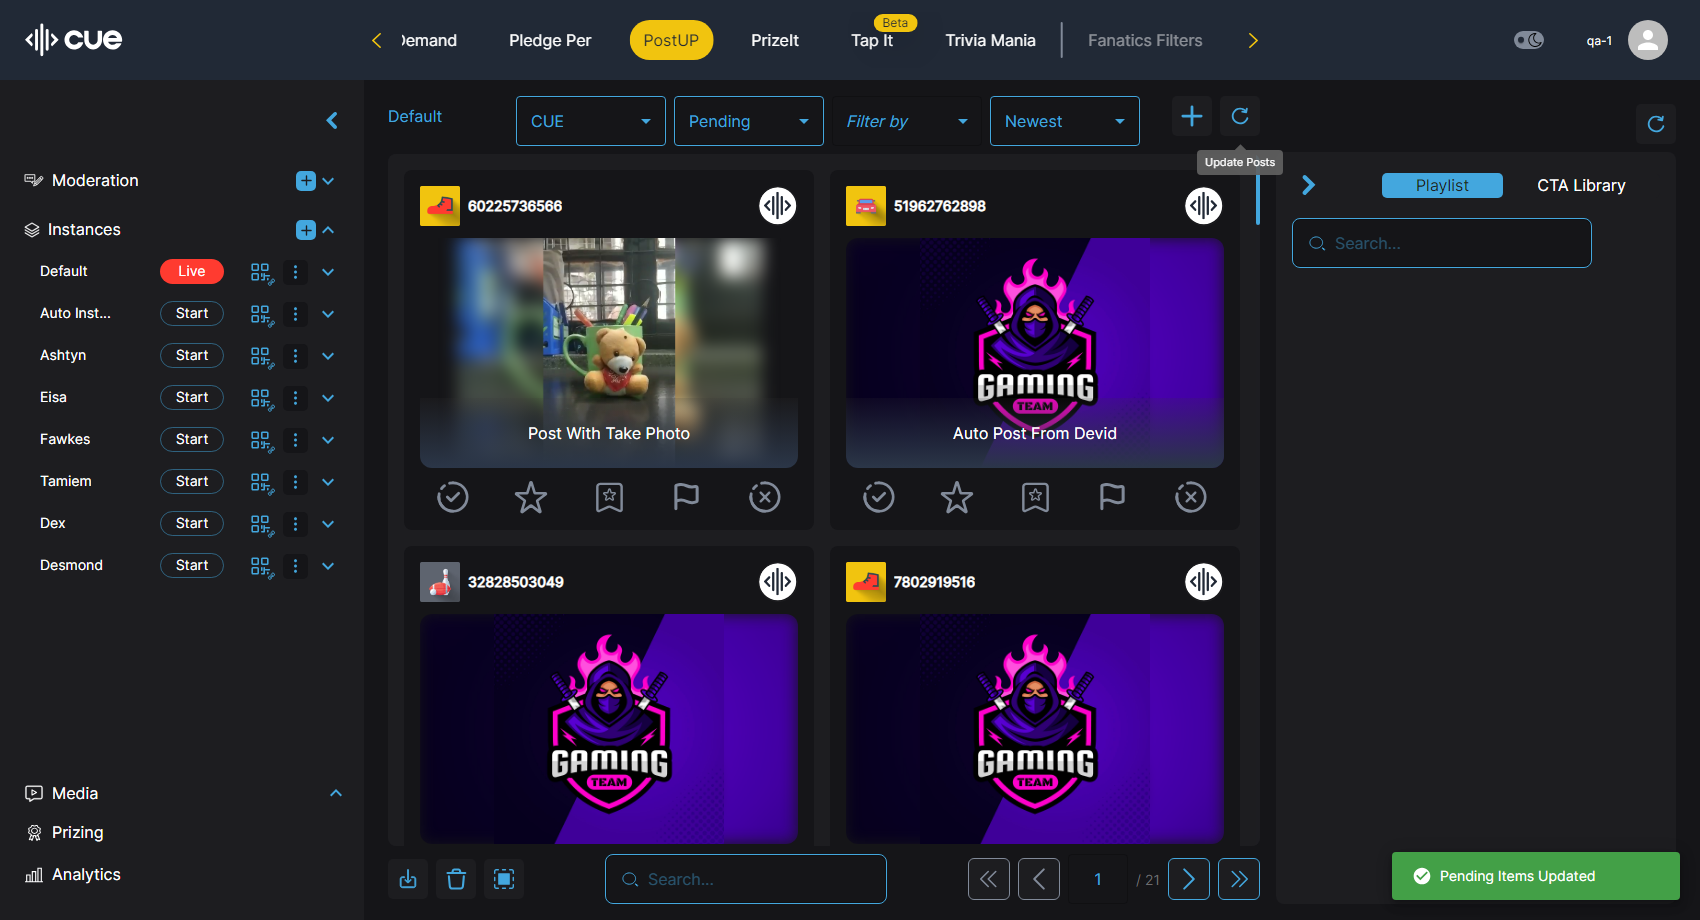 cue
Demand
Pledge Per
PostUP
PrizeIt
Tap It
Beta
Trivia Mania
Fanatics Filters
qa-1
Moderation
Instances
Default
Live
Auto Inst...
Start
Ashtyn
Start
Eisa
Start
Fawkes
Start
Tamiem
Start
Dex
Start
Desmond
Start
Media
Prizing
Analytics
Default
CUE
Pending
Filter by
Newest
Update Posts
60225736566
Post With Take Photo
51962762898
GAMING
TEAM
Auto Post From Devid
32828503049
GAMING
TEAM
7802919516
GAMING
TEAM
Search...
1
/ 21
Playlist
CTA Library
Search...
Pending Items Updated